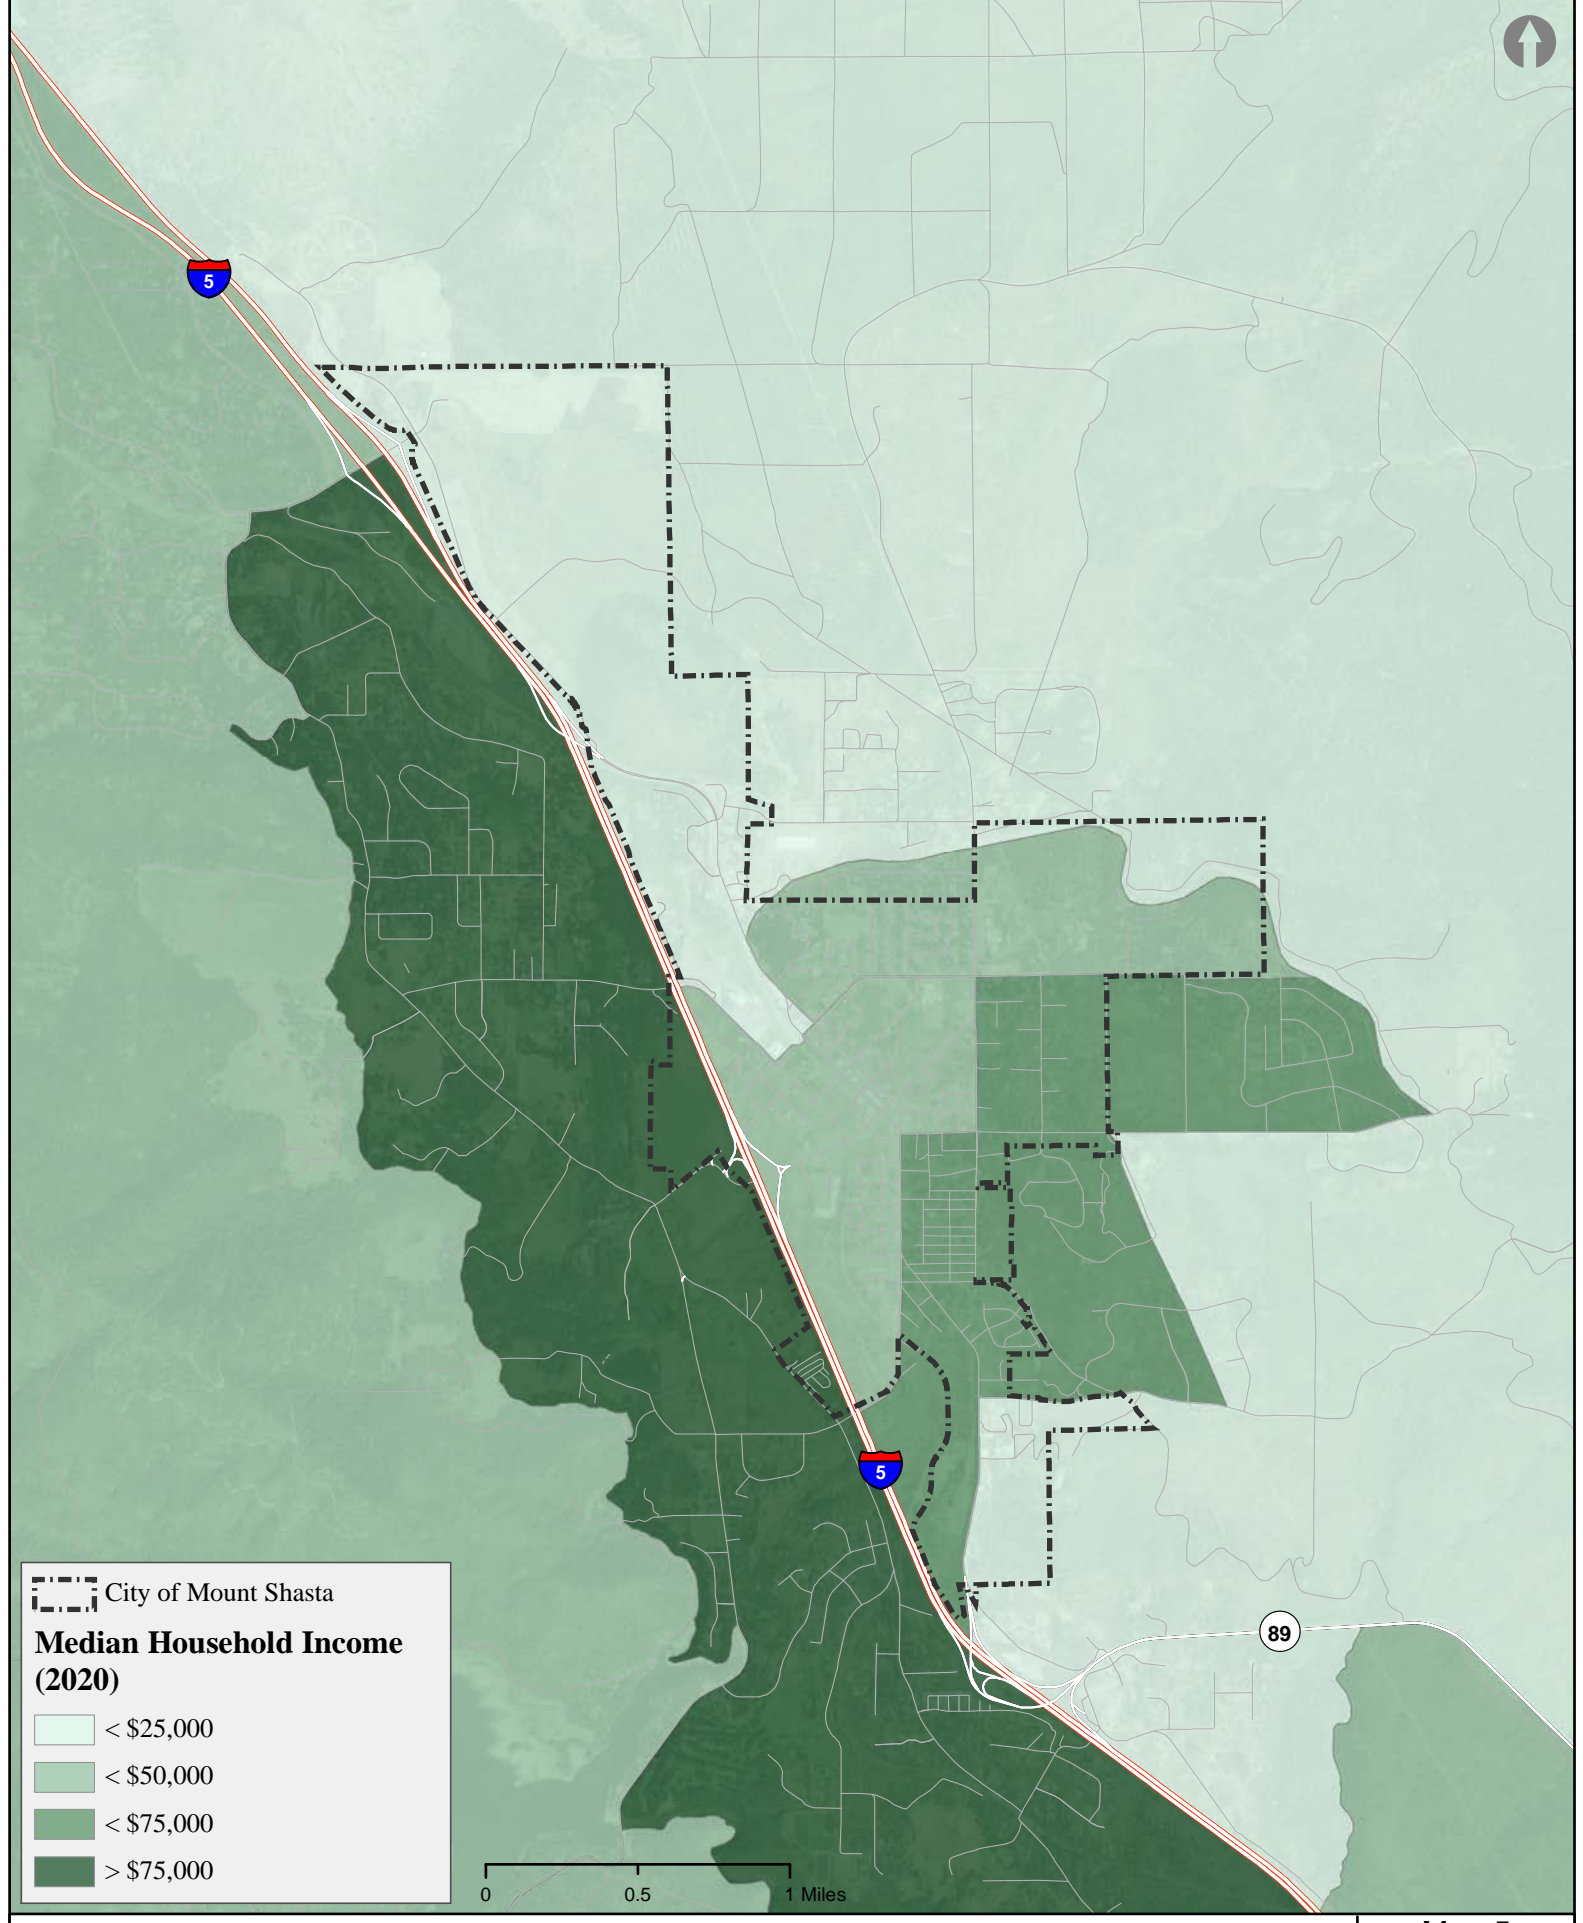 5
5
City of Mount Shasta
Median Household Income
(2020)
< $25,000
< $50,000
< $75,000
> $75,000
89
0 0.5 1 Miles